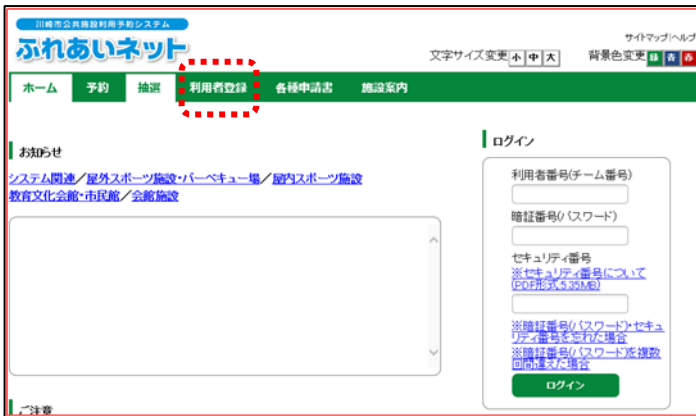 川崎市公共施設利用予約システム
ふれあいネット
サイトマップ|ヘルプ
文字サイズ変更 小 中 大 背景色変更 緑 青 赤
ホーム 予約 抽選 利用者登録 各種申請書 施設案内
お知らせ
システム関連／屋外スポーツ施設・バーベキュー場／屋内スポーツ施設
教育文化会館・市民館／会館施設
ログイン
利用者番号(チーム番号)
暗証番号(パスワード)
セキュリティ番号
※セキュリティ番号について
(PDF形式,5.35MB)
※暗証番号(パスワード)・セキュ
リティ番号を忘れた場合
※暗証番号(パスワード)を複数
回間違えた場合
ログイン
ご注意